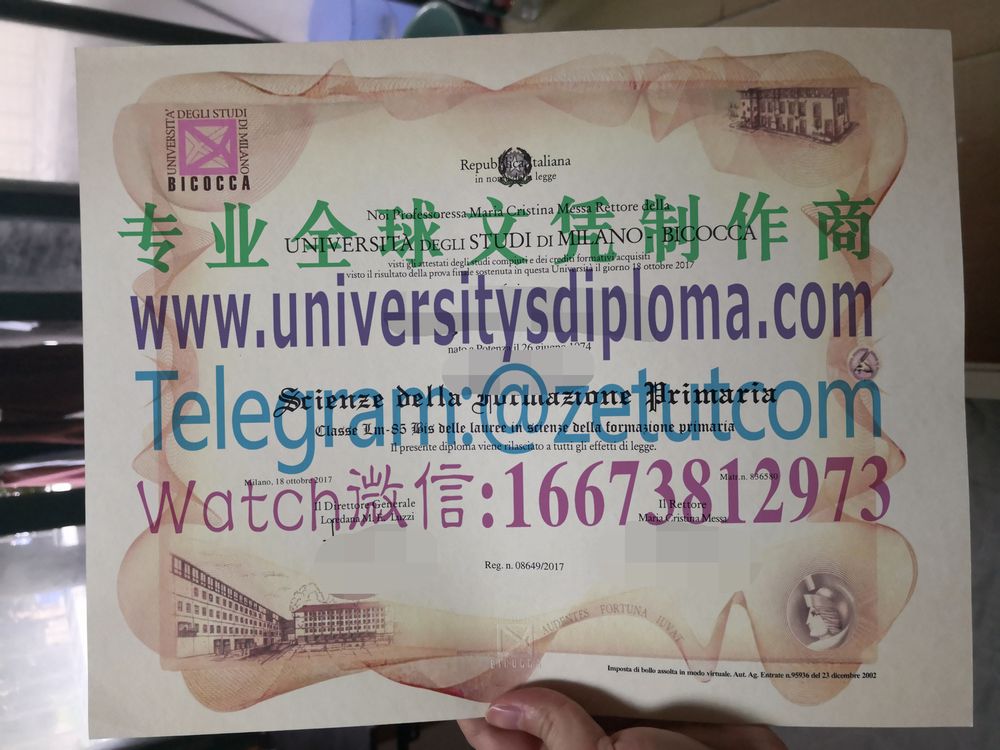 UNIVERSITA' DEGLI STUDI DI MILANO
BICOCCA
Repubblica Italiana
in nome della legge
Noi Professoressa Maria Cristina Messa Rettore della
专业全球文凭制作商
UNIVERSITÀ DEGLI STUDI DI MILANO - BICOCCA
visti gli attestati degli studi compiuti e dei crediti formativi acquisiti
visto il risultato della prova finale sostenuta in questa Università il giorno 18 ottobre 2017
www.universitysdiploma.com
nato a Potenza il 26 giugno 1974
Telegram:@zetutcom
Scienze della Formazione Primaria
Classe Lm-85 Bis delle lauree in scienze della formazione primaria
Il presente diploma viene rilasciato a tutti gli effetti di legge.
Milano, 18 ottobre 2017
Matr.n. 836580
Watch微信:16673812973
Il Direttore Generale
Loredana M. L. Luzzi
Il Rettore
Maria Cristina Messa
Reg. n. 08649/2017
AUDENTES FORTUNA IUVAT
BICOCCA
Imposta di bollo assolta in modo virtuale. Aut. Ag. Entrate n.95936 del 23 dicembre 2002